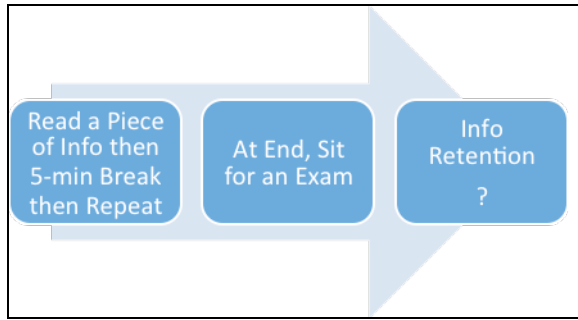 Read a Piece
of Info then
5-min Break
then Repeat
At End, Sit
for an Exam
Info
Retention
?